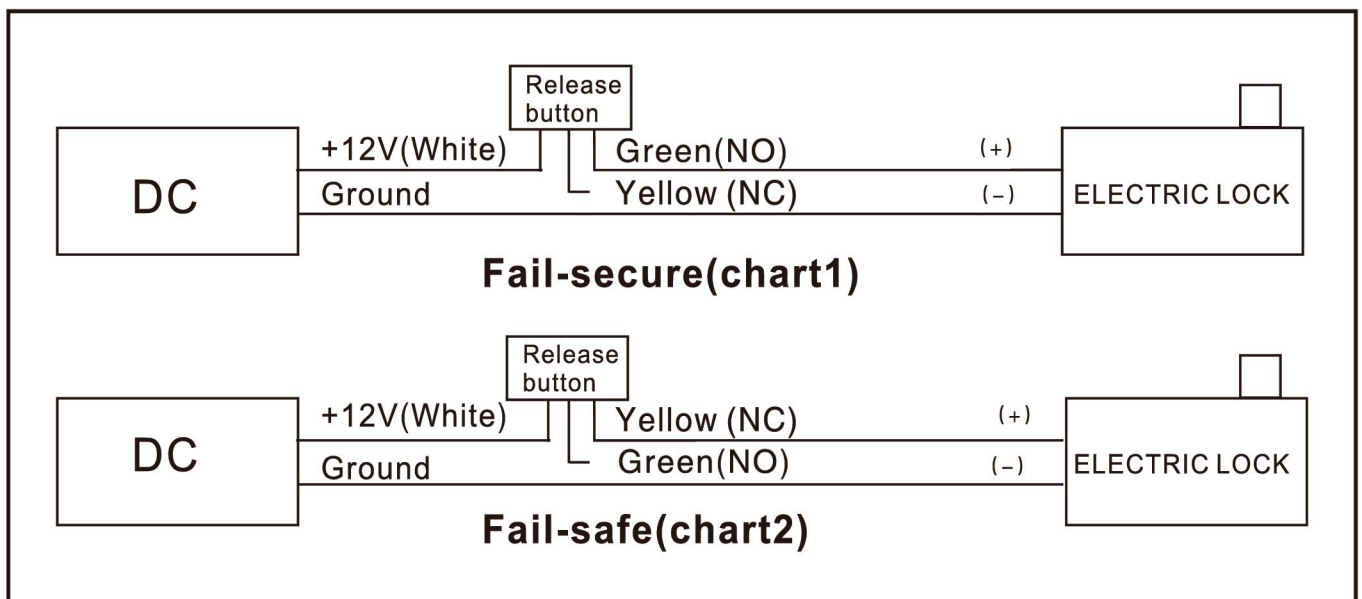 Release
button
+12V(White)
Green(NO)
(+)
DC
Ground
Yellow (NC)
(-)
ELECTRIC LOCK
Fail-secure(chart1)
Release
button
+12V(White)
Yellow (NC)
(+)
DC
Ground
Green(NO)
(-)
ELECTRIC LOCK
Fail-safe(chart2)